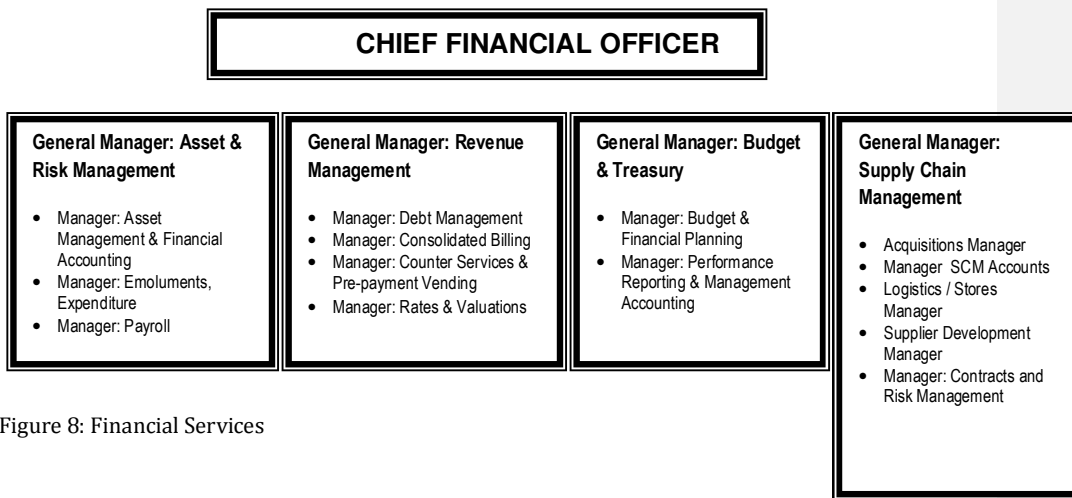 CHIEF FINANCIAL OFFICER
General Manager: Asset &
Risk Management
• Manager: Asset
Management & Financial
Accounting
• Manager: Emoluments,
Expenditure
• Manager: Payroll
General Manager: Revenue
Management
• Manager: Debt Management
• Manager: Consolidated Billing
• Manager: Counter Services &
Pre-payment Vending
• Manager: Rates & Valuations
General Manager: Budget
& Treasury
• Manager: Budget &
Financial Planning
• Manager: Performance
Reporting & Management
Accounting
General Manager:
Supply Chain
Management
• Acquisitions Manager
• Manager SCM Accounts
• Logistics / Stores
Manager
• Supplier Development
Manager
• Manager: Contracts and
Risk Management
Figure 8: Financial Services